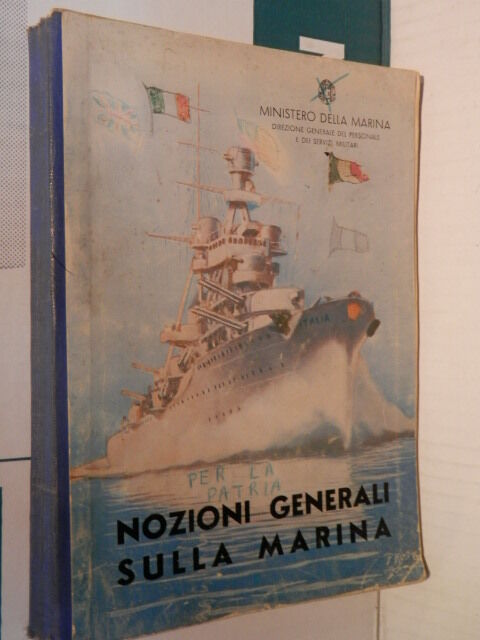 MINISTERO DELLA MARINA
DIREZIONE GENERALE DEL PERSONALE
E DEI SERVIZI MILITARI
ITALIA
PER LA
PATRIA
NOZIONI GENERALI
SULLA MARINA